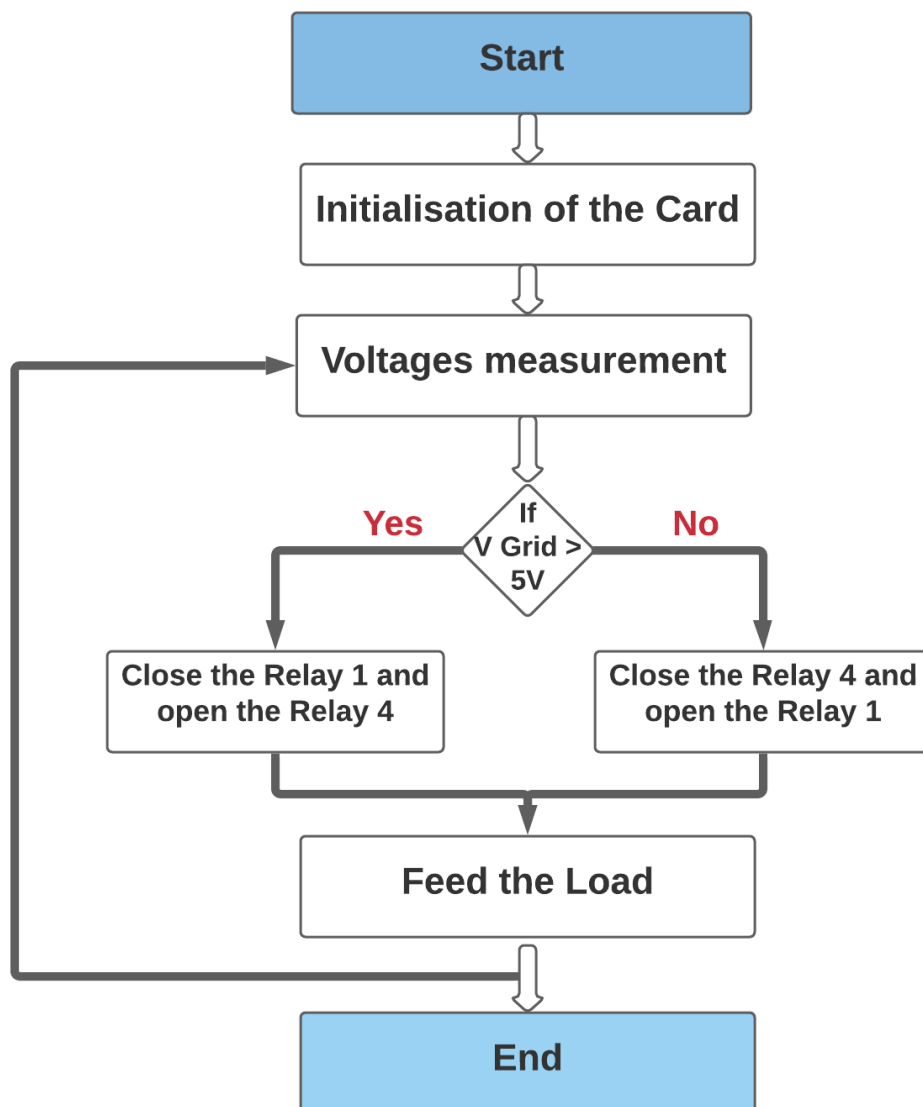 Start
Initialisation of the Card
Voltages measurement
If
V Grid >
5V
Yes
No
Close the Relay 1 and
open the Relay 4
Close the Relay 4 and
open the Relay 1
Feed the Load
End